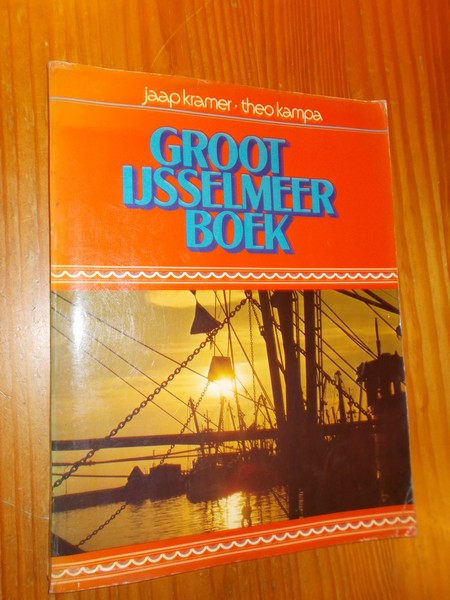 jaap kramer · theo kampa
GROOT
IJSSELMEER
BOEK